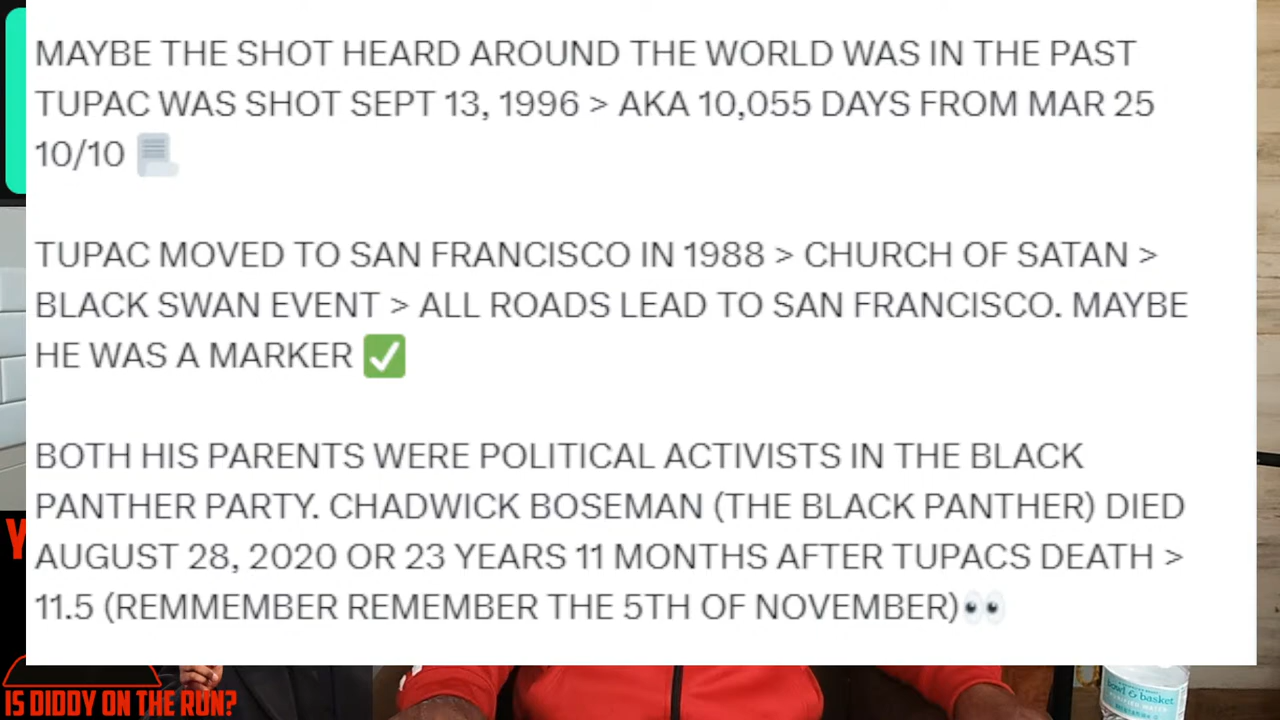 MAYBE THE SHOT HEARD AROUND THE WORLD WAS IN THE PAST
TUPAC WAS SHOT SEPT 13, 1996 > AKA 10,055 DAYS FROM MAR 25
10/10
TUPAC MOVED TO SAN FRANCISCO IN 1988 > CHURCH OF SATAN >
BLACK SWAN EVENT > ALL ROADS LEAD TO SAN FRANCISCO. MAYBE
HE WAS A MARKER ✅
BOTH HIS PARENTS WERE POLITICAL ACTIVISTS IN THE BLACK
PANTHER PARTY. CHADWICK BOSEMAN (THE BLACK PANTHER) DIED
AUGUST 28, 2020 OR 23 YEARS 11 MONTHS AFTER TUPACS DEATH >
11.5 (REMMEMBER REMEMBER THE 5TH OF NOVEMBER)👀
IS DIDDY ON THE RUN?
bowl & basket